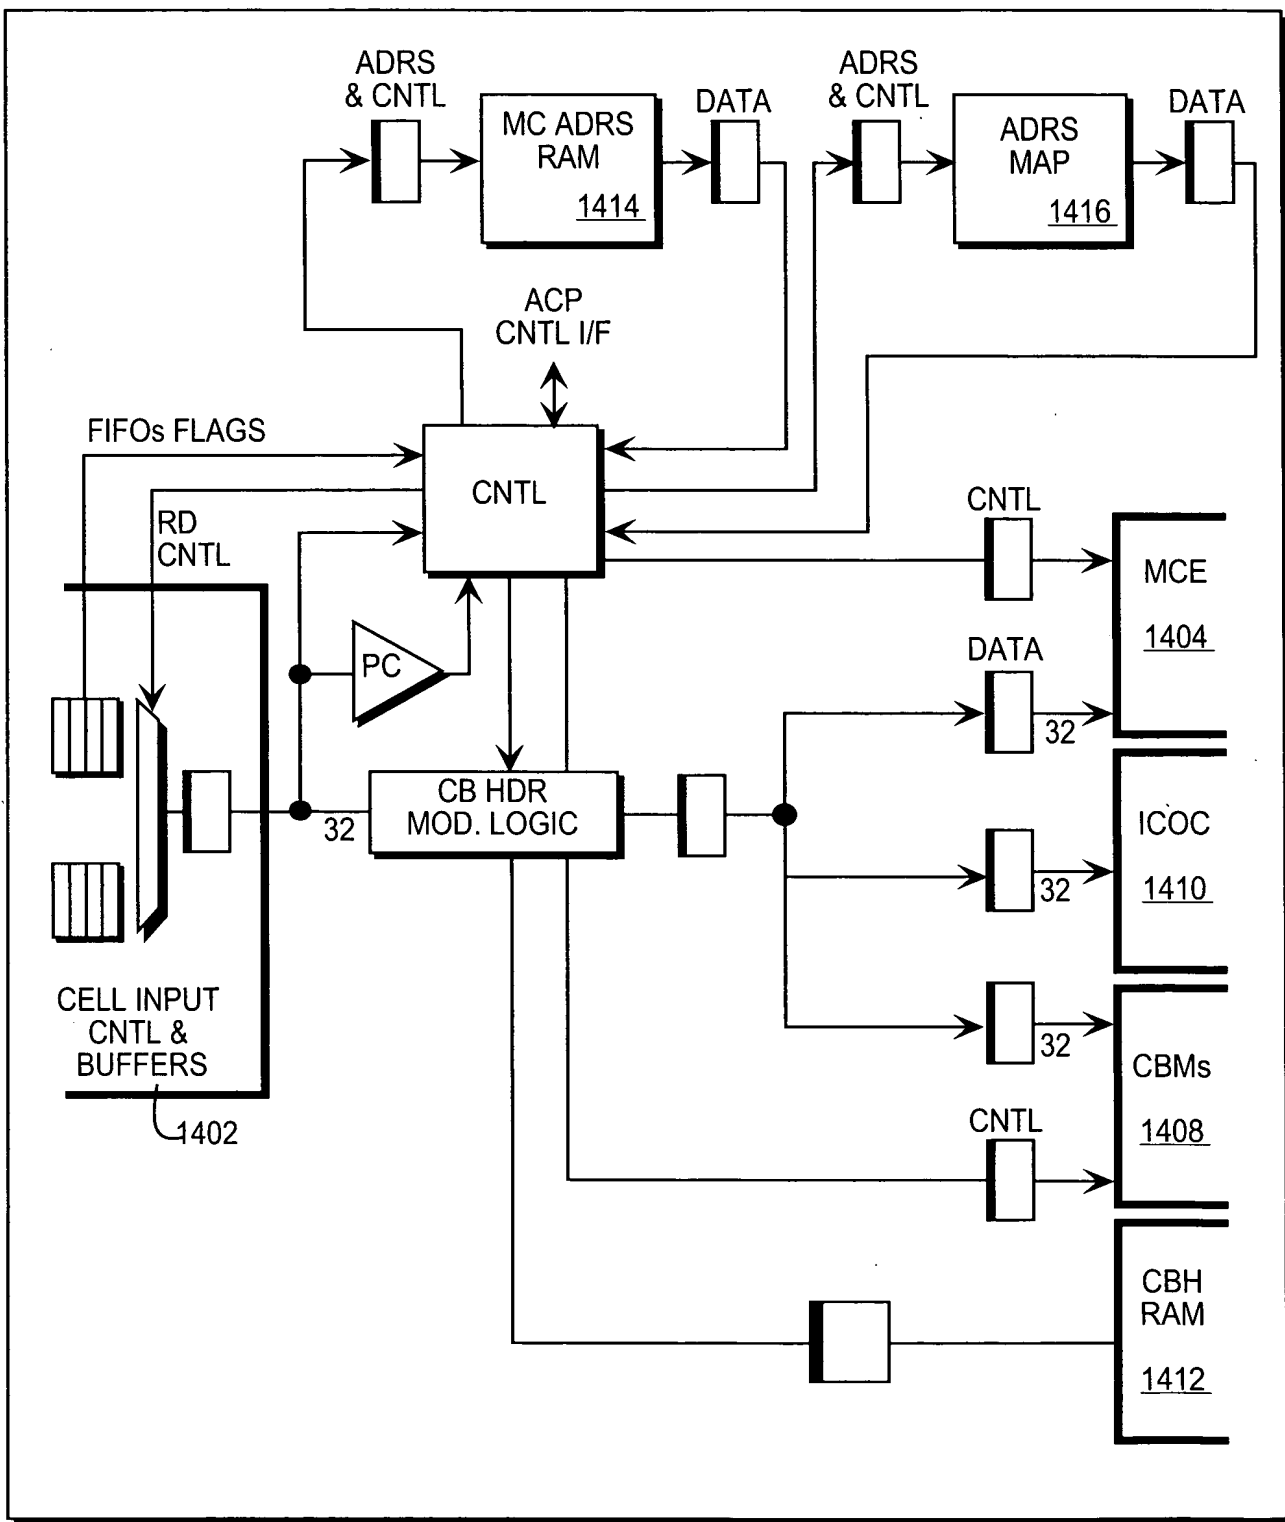 ADRS
& CNTL
MC ADRS
RAM
1414
DATA
ADRS
& CNTL
ADRS
MAP
1416
DATA
ACP
CNTL I/F
FIFOs FLAGS
CNTL
RD
CNTL
CNTL
MCE
1404
PC
DATA
32
32
CB HDR
MOD. LOGIC
ICOC
1410
32
CELL INPUT
CNTL &
BUFFERS
1402
32
CBMs
1408
CNTL
CBH
RAM
1412